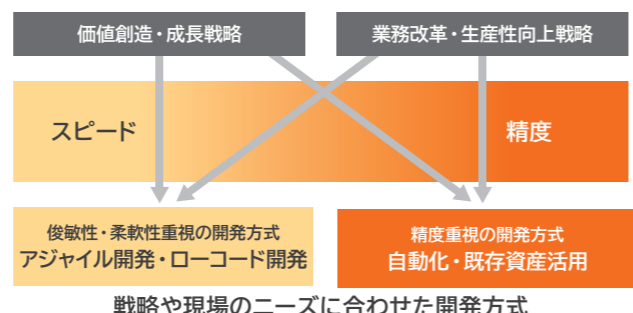 価値創造・成長戦略
業務改革・生産性向上戦略
スピード
精度
俊敏性・柔軟性重視の開発方式
アジャイル開発・ローコード開発
精度重視の開発方式
自動化・既存資産活用
戦略や現場のニーズに合わせた開発方式